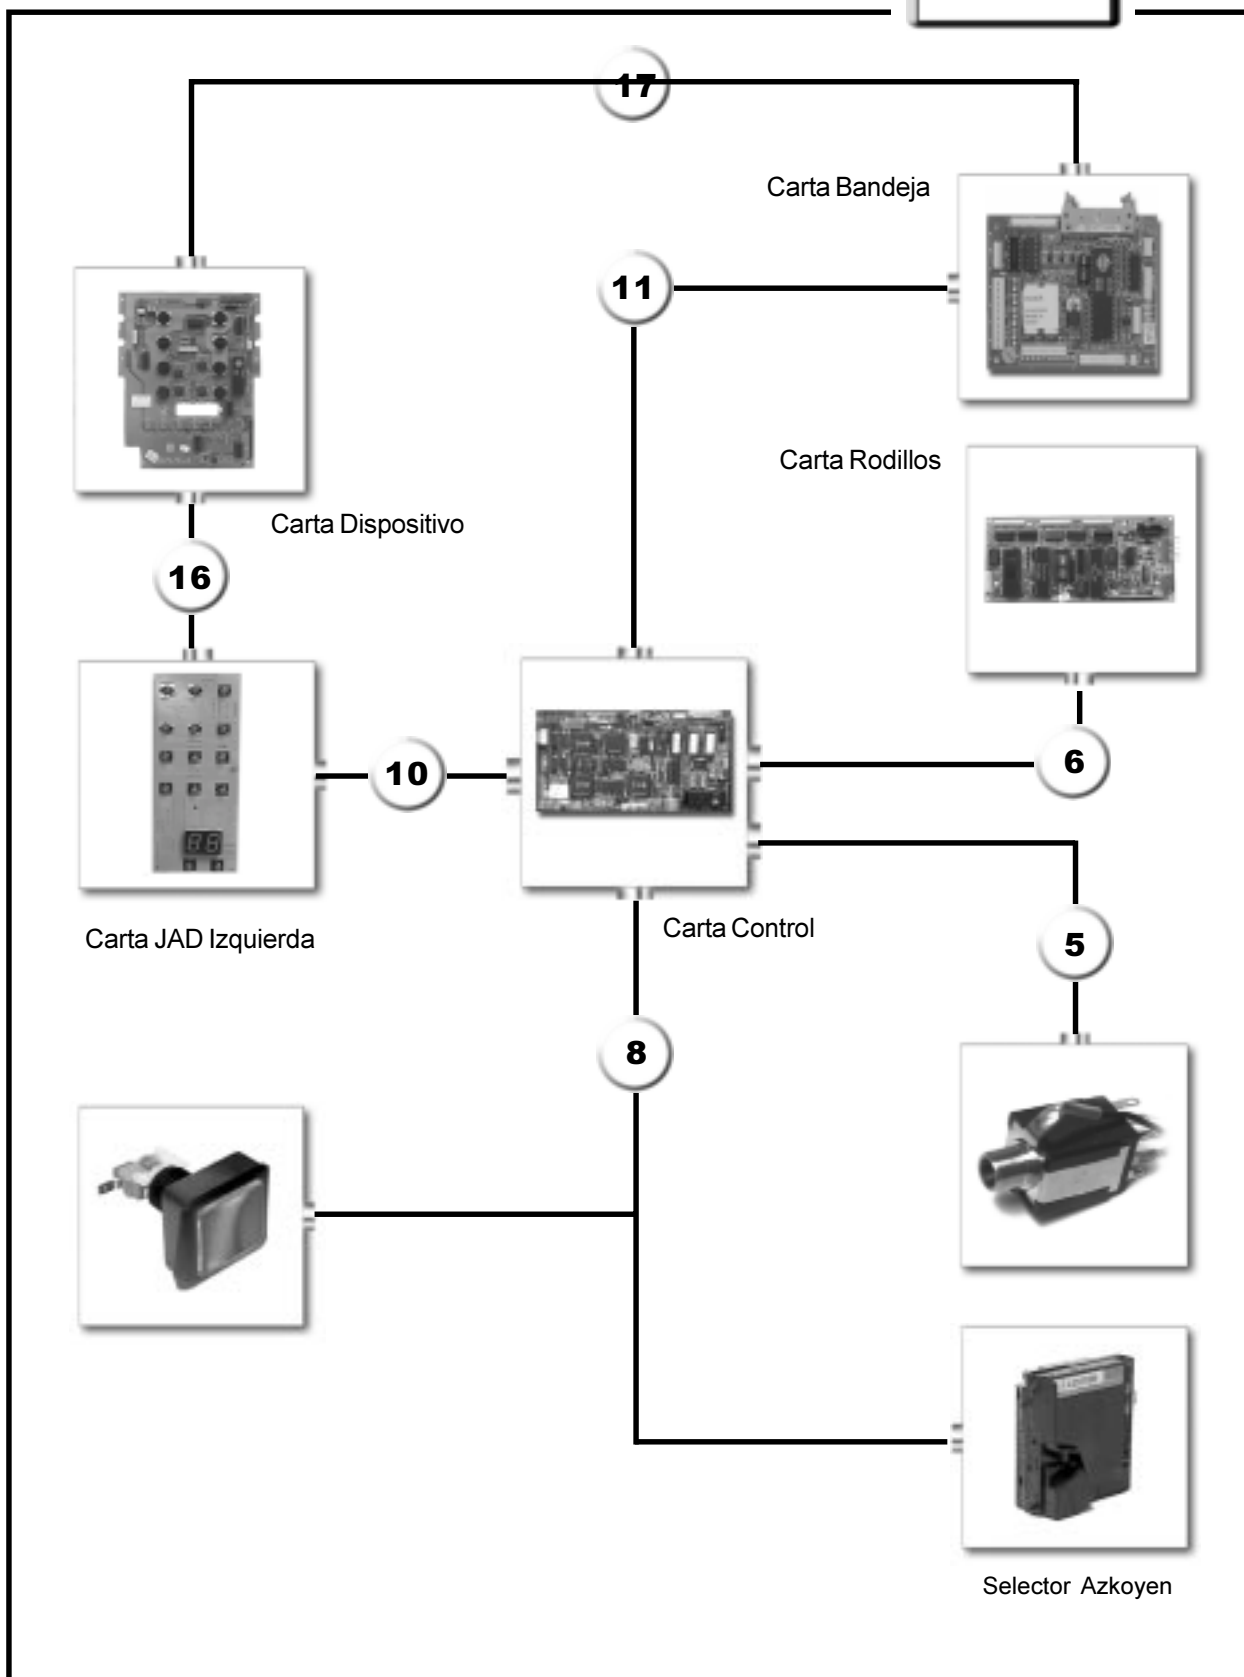 17
Carta Bandeja
11
Carta Rodillos
Carta Dispositivo
16
10
6
Carta JAD Izquierda
Carta Control
5
8
Selector Azkoyen